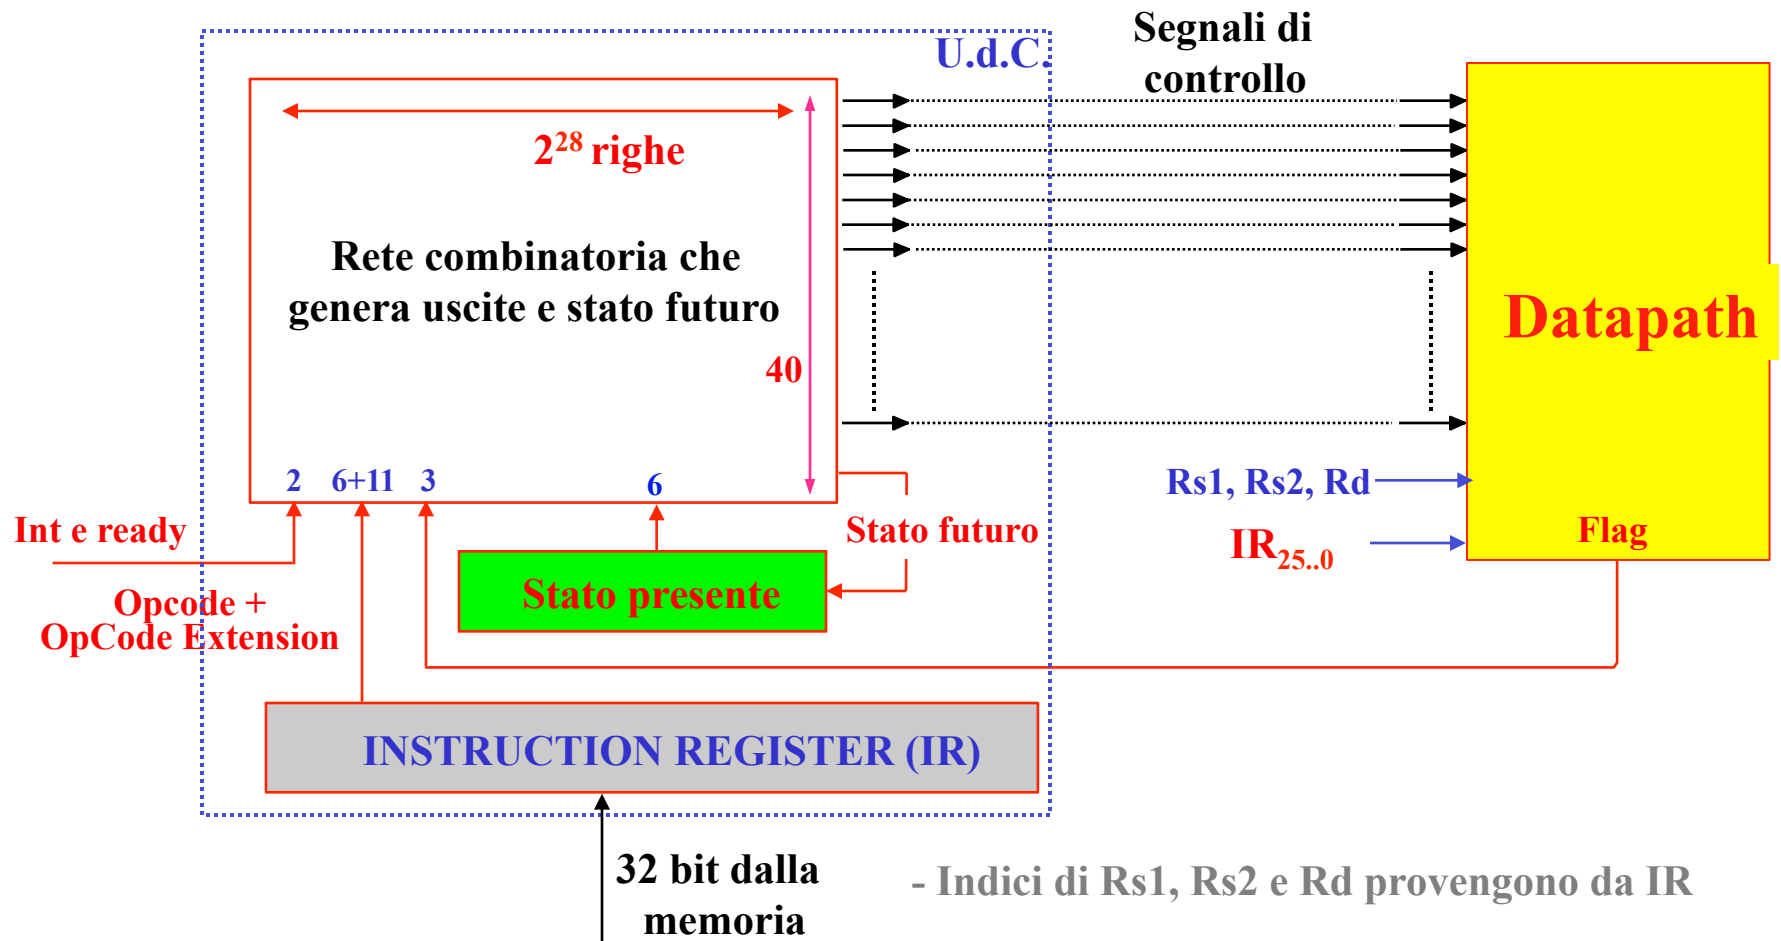 Segnali di
controllo
U.d.C.
2^28 righe
Rete combinatoria che
genera uscite e stato futuro
40
2 6+11 3 6
Int e ready
Opcode +
OpCode Extension
Stato futuro
Stato presente
INSTRUCTION REGISTER (IR)
32 bit dalla
memoria
Datapath
Rs1, Rs2, Rd
IR25..0
Flag
- Indici di Rs1, Rs2 e Rd provengono da IR